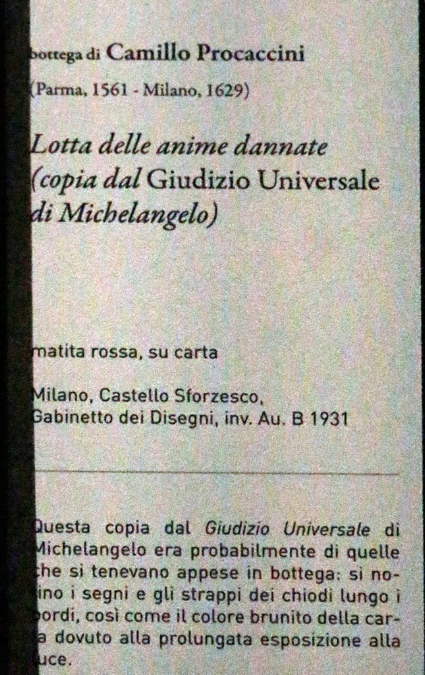 bottega di Camillo Procaccini
(Parma, 1561 - Milano, 1629)
Lotta delle anime dannate
(copia dal Giudizio Universale
di Michelangelo)
matita rossa, su carta
Milano, Castello Sforzesco,
Gabinetto dei Disegni, inv. Au. B 1931
Questa copia dal Giudizio Universale di
Michelangelo era probabilmente di quelle
che si tenevano appese in bottega: si no-
tino i segni e gli strappi dei chiodi lungo i
bordi, così come il colore brunito della car-
ta dovuto alla prolungata esposizione alla
luce.